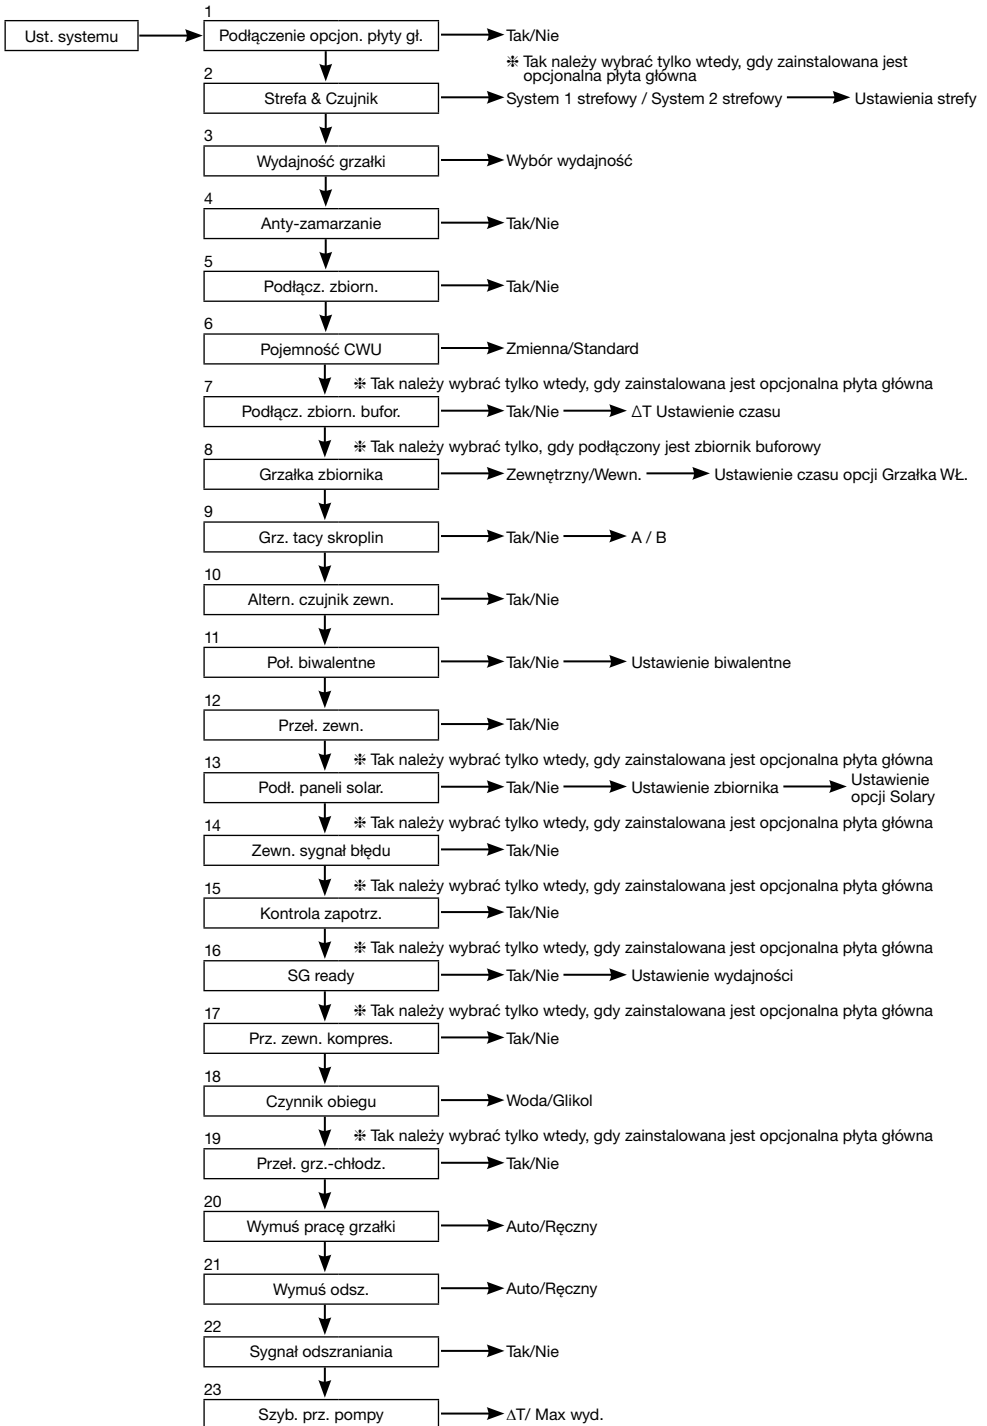 1
Ust. systemu
Podłączenie opcjon. płyty gł.
Tak/Nie
❉ Tak należy wybrać tylko wtedy, gdy zainstalowana jest
opcjonalna płyta główna
2
Strefa & Czujnik
System 1 strefowy / System 2 strefowy
Ustawienia strefy
3
Wydajność grzałki
Wybór wydajność
4
Anty-zamarzanie
Tak/Nie
5
Podłącz. zbiorn.
Tak/Nie
6
Pojemność CWU
Zmienna/Standard
7
❉ Tak należy wybrać tylko wtedy, gdy zainstalowana jest opcjonalna płyta główna
Podłącz. zbiorn. bufor.
Tak/Nie
ΔT Ustawienie czasu
8
❉ Tak należy wybrać tylko, gdy podłączony jest zbiornik buforowy
Grzałka zbiornika
Zewnętrzny/Wewn.
Ustawienie czasu opcji Grzałka WŁ.
9
Grz. tacy skroplin
Tak/Nie
A / B
10
Altern. czujnik zewn.
Tak/Nie
11
Poł. biwalentne
Tak/Nie
Ustawienie biwalentne
12
Przeł. zewn.
Tak/Nie
13
❉ Tak należy wybrać tylko wtedy, gdy zainstalowana jest opcjonalna płyta główna
Podł. paneli solar.
Tak/Nie
Ustawienie zbiornika
Ustawienie
opcji Solary
14
❉ Tak należy wybrać tylko wtedy, gdy zainstalowana jest opcjonalna płyta główna
Zewn. sygnał błędu
Tak/Nie
15
❉ Tak należy wybrać tylko wtedy, gdy zainstalowana jest opcjonalna płyta główna
Kontrola zapotrz.
Tak/Nie
16
❉ Tak należy wybrać tylko wtedy, gdy zainstalowana jest opcjonalna płyta główna
SG ready
Tak/Nie
Ustawienie wydajności
17
❉ Tak należy wybrać tylko wtedy, gdy zainstalowana jest opcjonalna płyta główna
Prz. zewn. kompres.
Tak/Nie
18
Czynnik obiegu
Woda/Glikol
19
❉ Tak należy wybrać tylko wtedy, gdy zainstalowana jest opcjonalna płyta główna
Przeł. grz.-chłodz.
Tak/Nie
20
Wymuś pracę grzałki
Auto/Ręczny
21
Wymuś odsz.
Auto/Ręczny
22
Sygnał odszraniania
Tak/Nie
23
Szyb. prz. pompy
ΔT/ Max wyd.